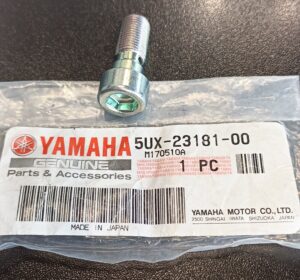 YAMAHA
5UX-23181-00
M170510A
GENUINE
Parts & Accessories
1 PC
MADE IN JAPAN
YAMAHA MOTOR CO., LTD.
2500 SHINGAI IWATA SHIZUOKA JAPAN